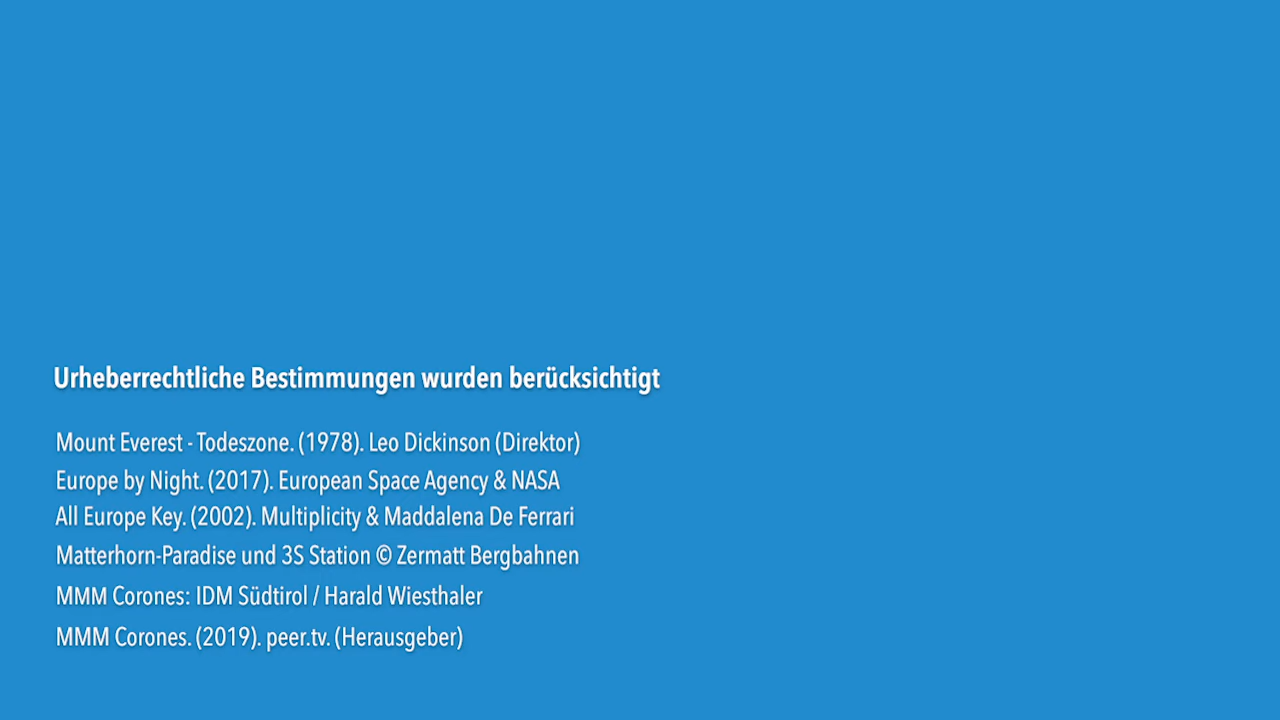 Urheberrechtliche Bestimmungen wurden berücksichtigt
Mount Everest - Todeszone. (1978). Leo Dickinson (Direktor)
Europe by Night. (2017). European Space Agency & NASA
All Europe Key. (2002). Multiplicity & Maddalena De Ferrari
Matterhorn-Paradise und 3S Station © Zermatt Bergbahnen
MMM Corones: IDM Südtirol / Harald Wiesthaler
MMM Corones. (2019). peer.tv. (Herausgeber)